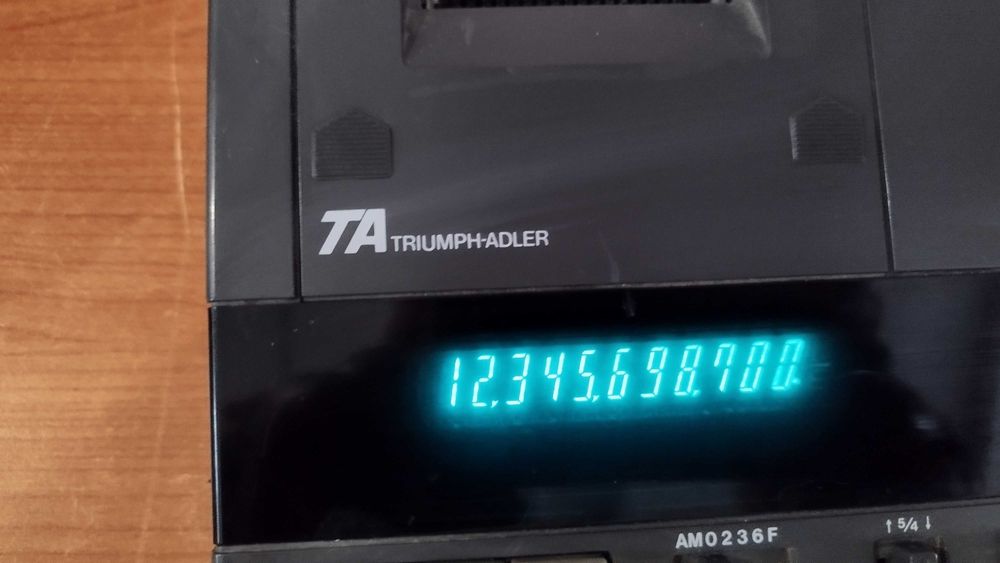 TA TRIUMPH-ADLER
12,345,698,700.
AM0236F
↑ 5/4 ↓